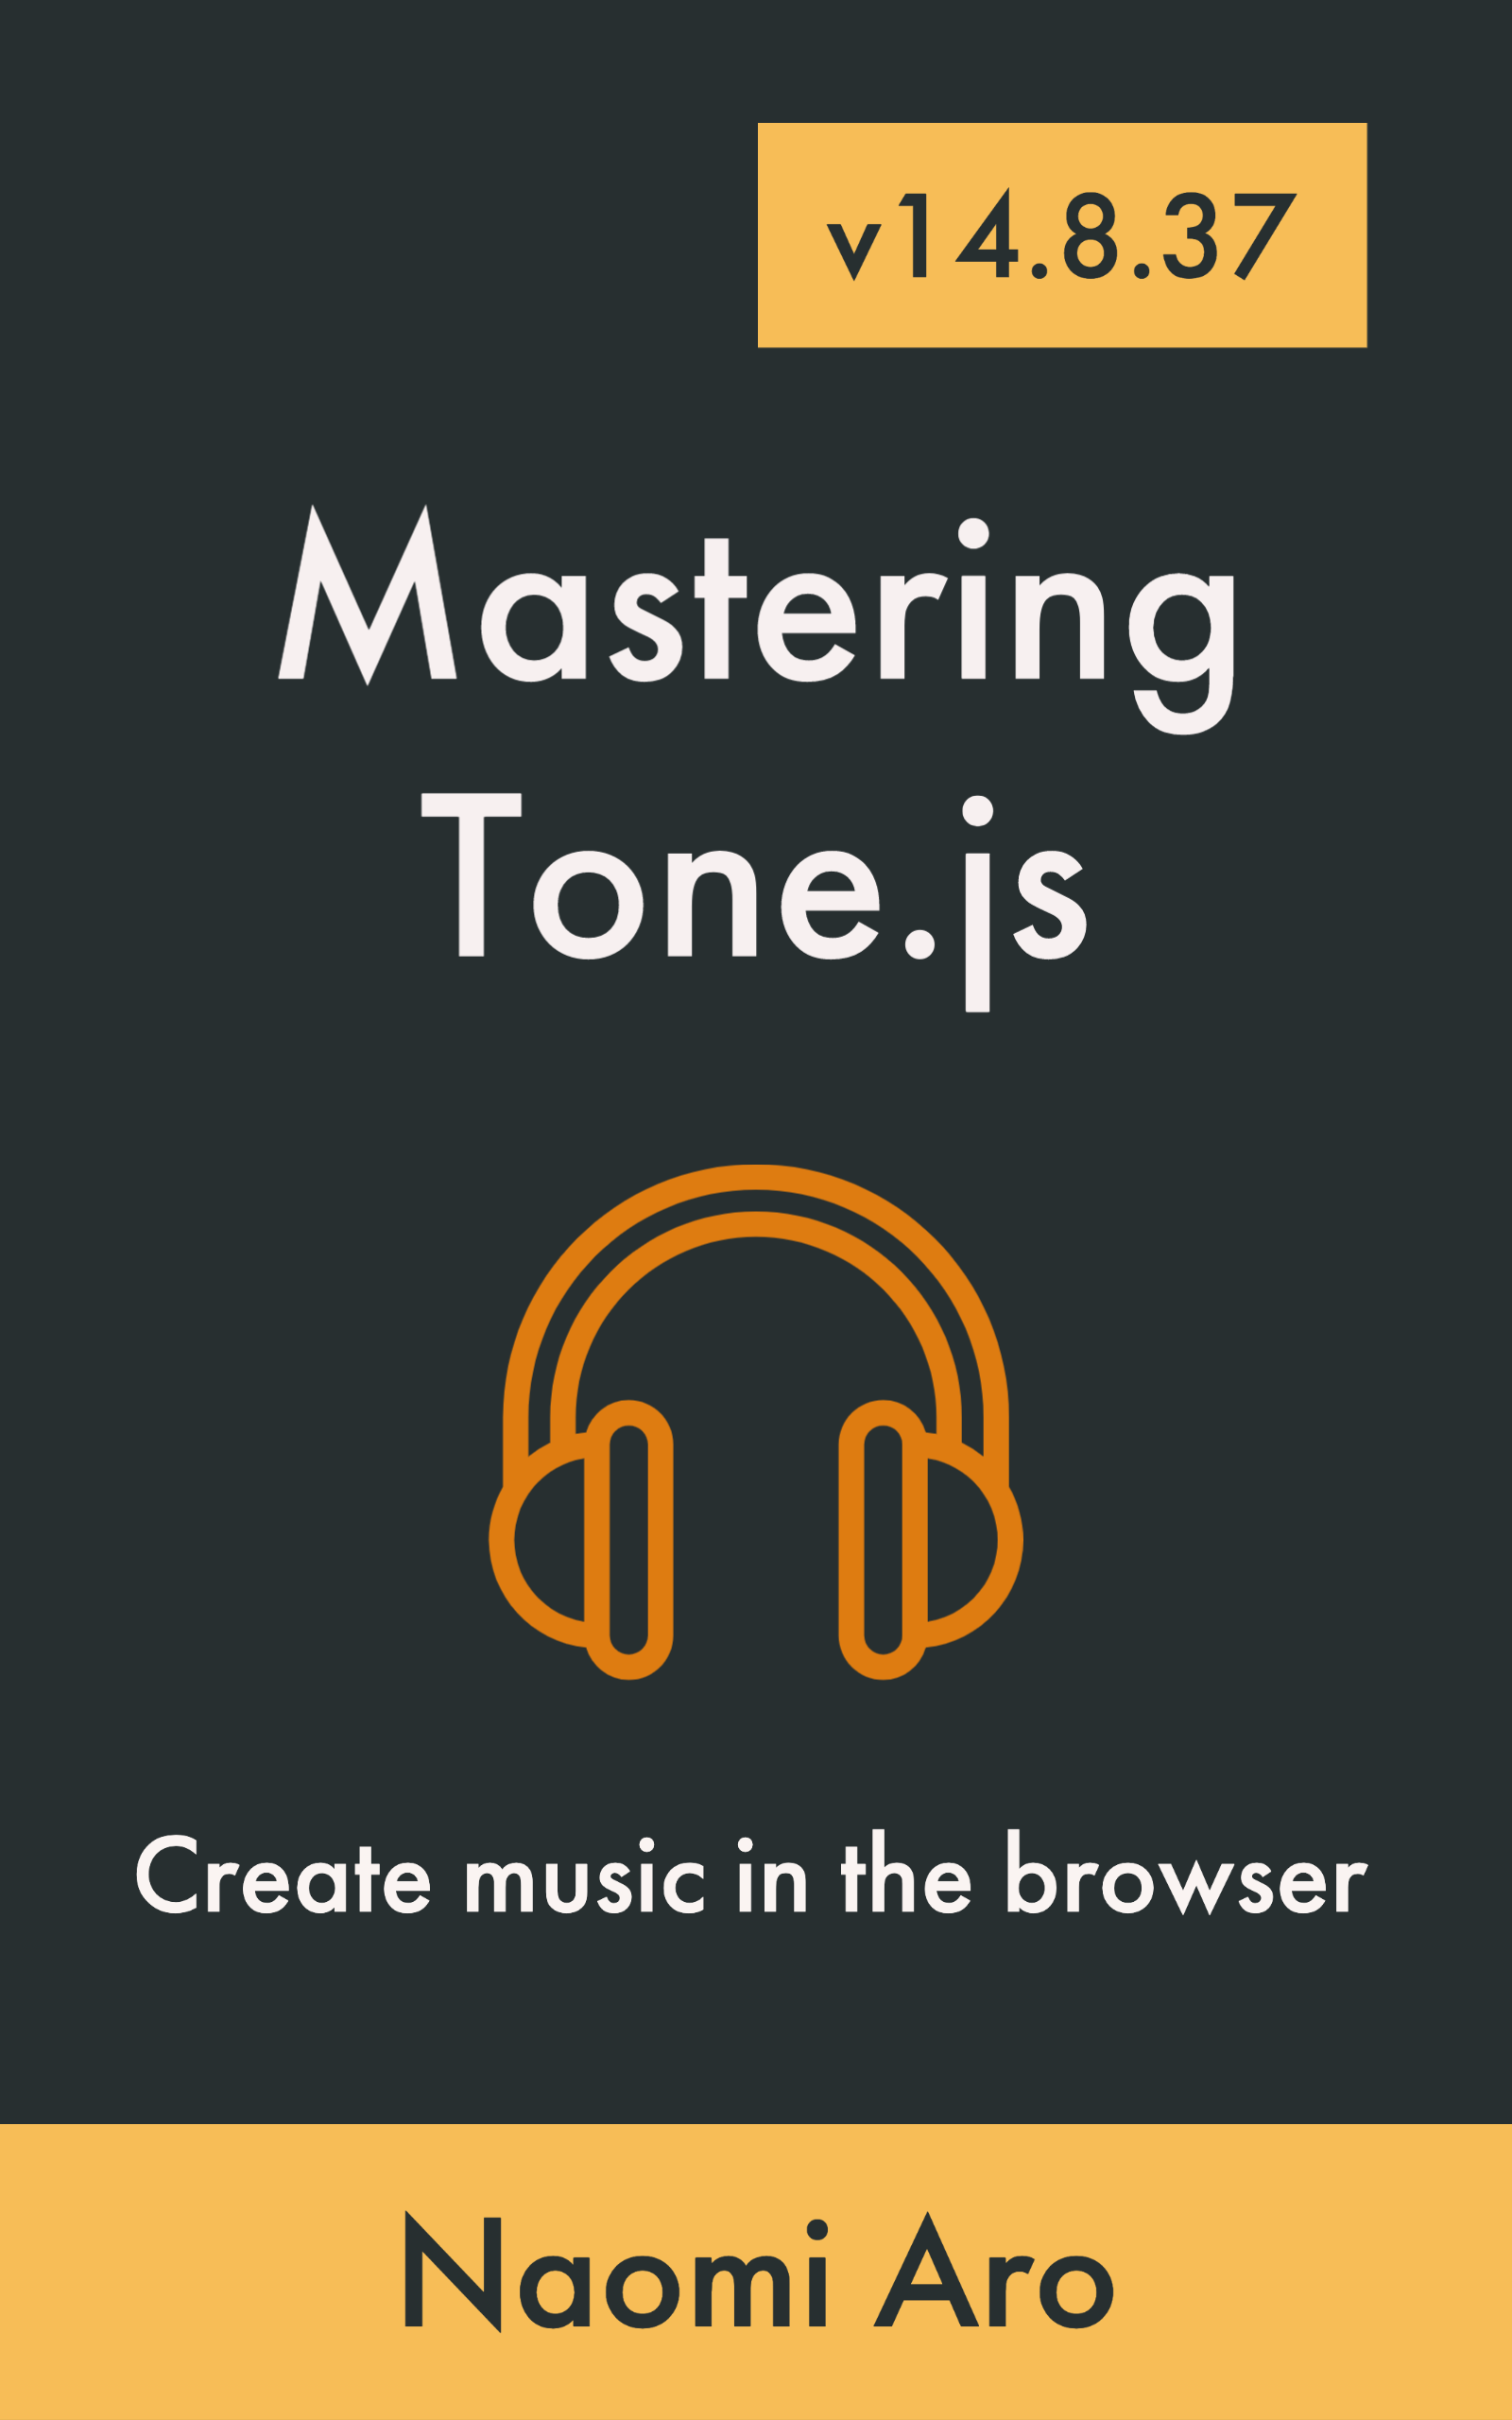 v14.8.37
Mastering
Tone.js
Create music in the browser
Naomi Aro